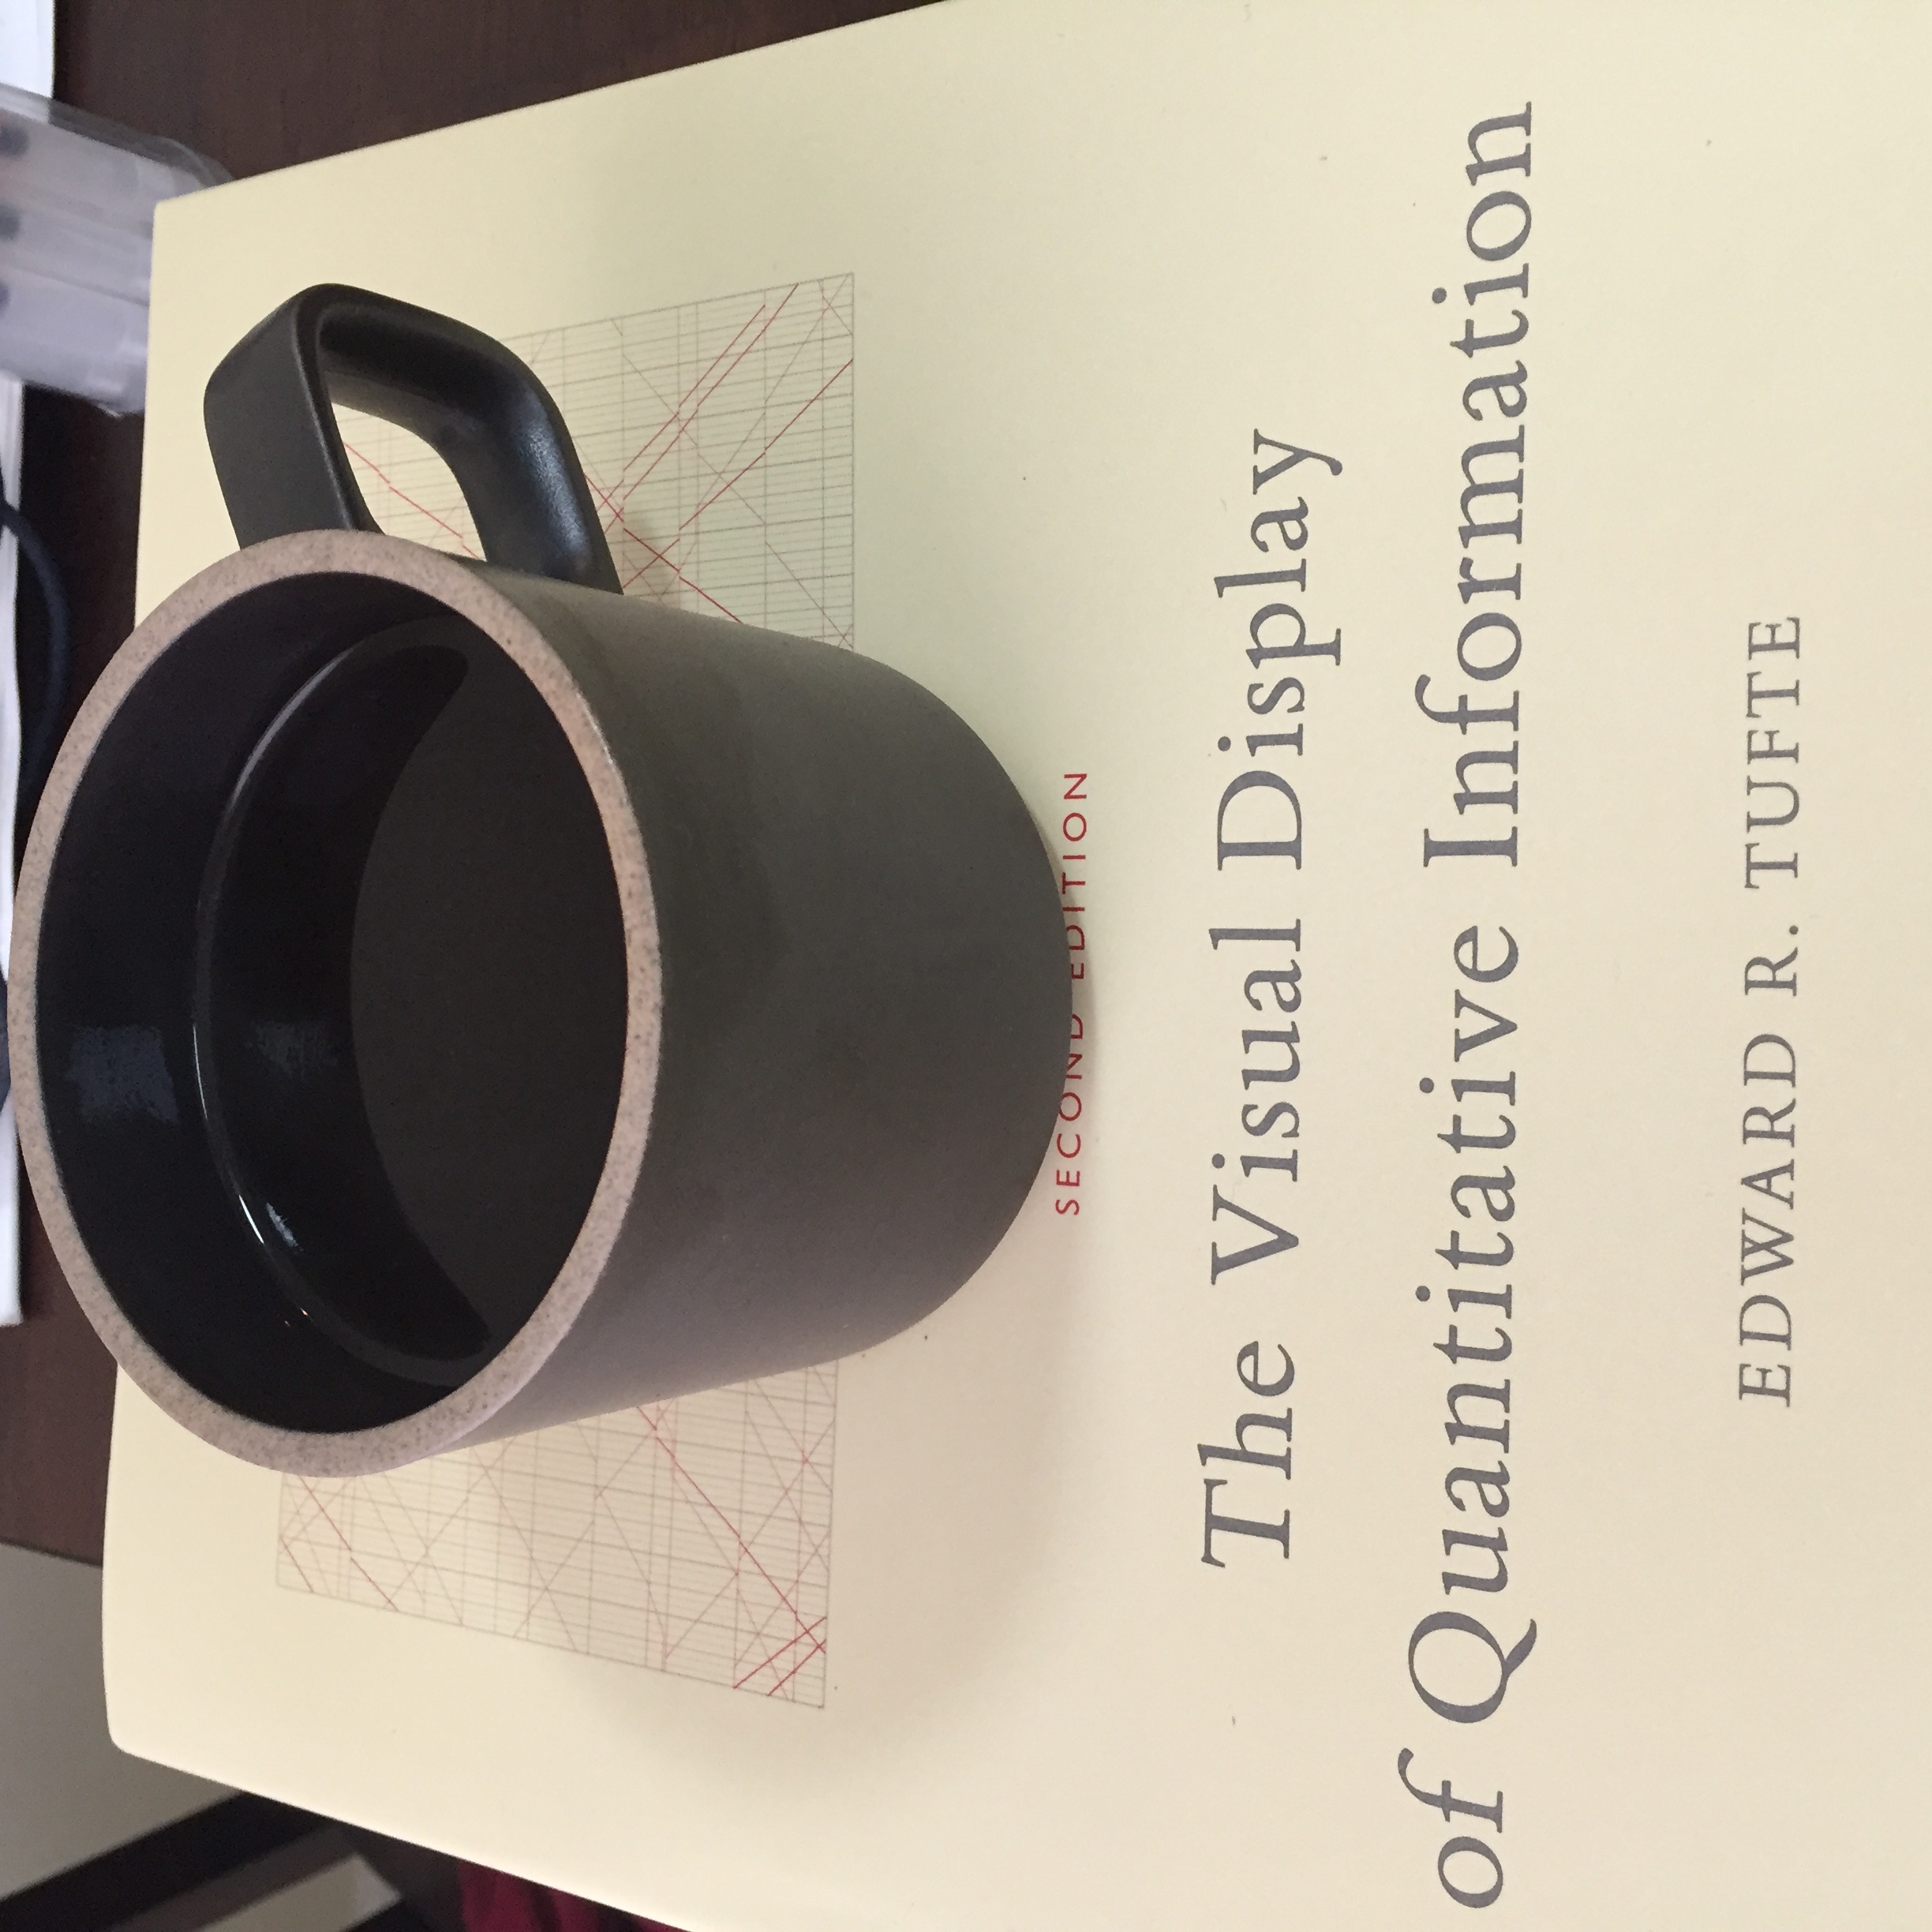 SECOND EDITION
The Visual Display
of Quantitative Information
EDWARD R. TUFTE